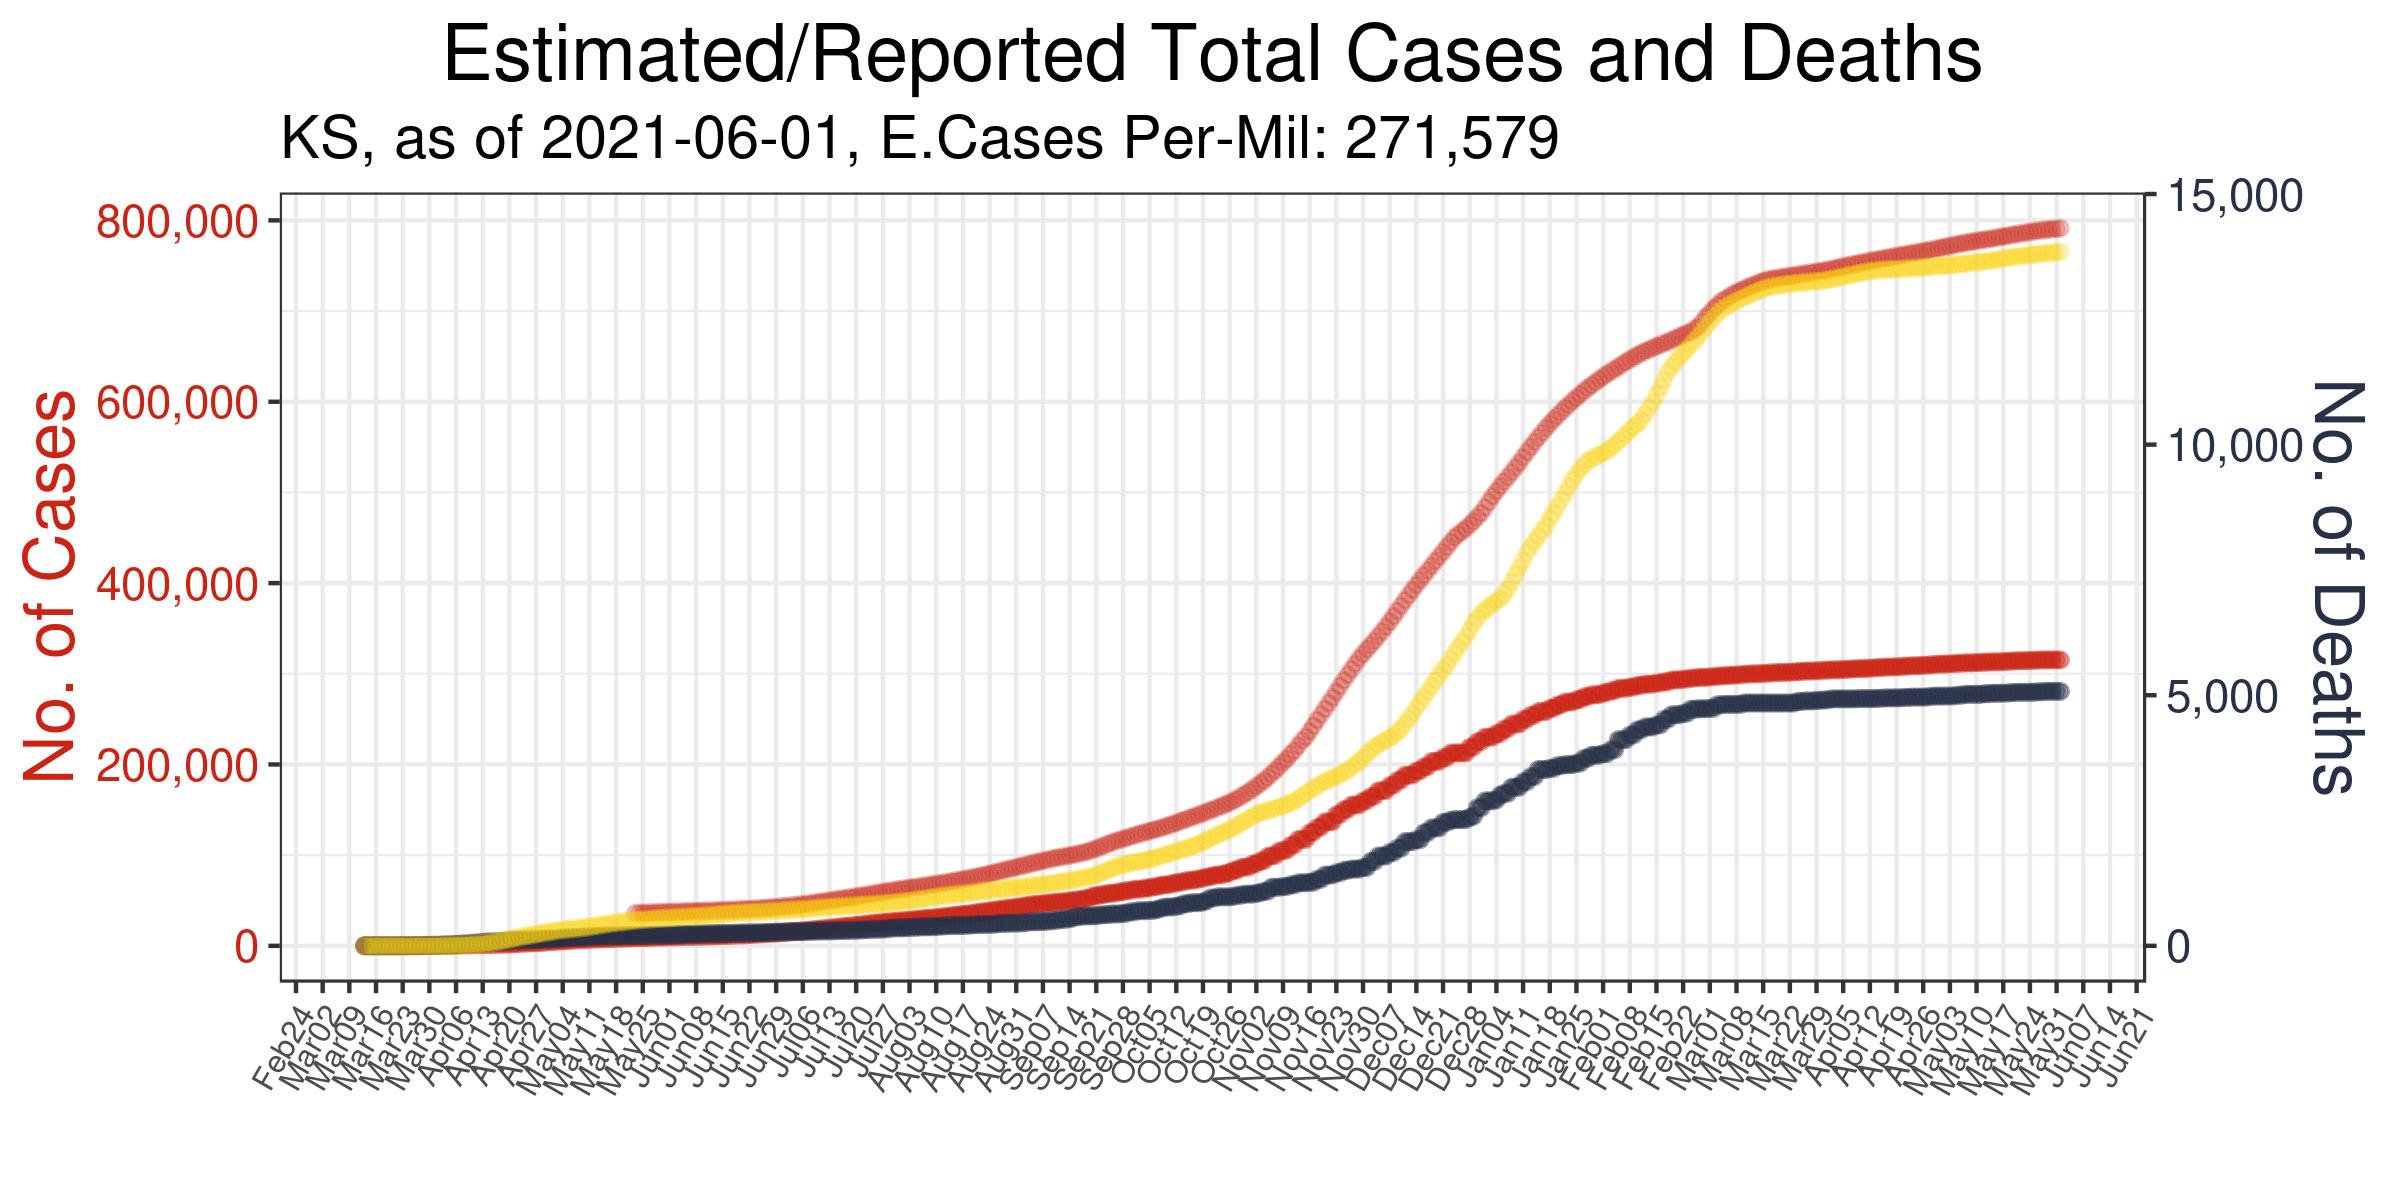 Estimated/Reported Total Cases and Deaths
KS, as of 2021-06-01, E.Cases Per-Mil: 271,579
No. of Cases
800,000
600,000
400,000
200,000
0
15,000
10,000
5,000
0
No. of Deaths
Feb24
Mar02
Mar09
Mar16
Mar23
Mar30
Apr06
Apr13
Apr20
Apr27
May04
May11
May18
May25
Jun01
Jun08
Jun15
Jun22
Jun29
Jul06
Jul13
Jul20
Jul27
Aug03
Aug10
Aug17
Aug24
Aug31
Sep07
Sep14
Sep21
Sep28
Oct05
Oct12
Oct19
Oct26
Nov02
Nov09
Nov16
Nov23
Nov30
Dec07
Dec14
Dec21
Dec28
Jan04
Jan11
Jan18
Jan25
Feb01
Feb08
Feb15
Feb22
Mar01
Mar08
Mar15
Mar22
Mar29
Apr05
Apr12
Apr19
Apr26
May03
May10
May17
May24
May31
Jun07
Jun14
Jun21